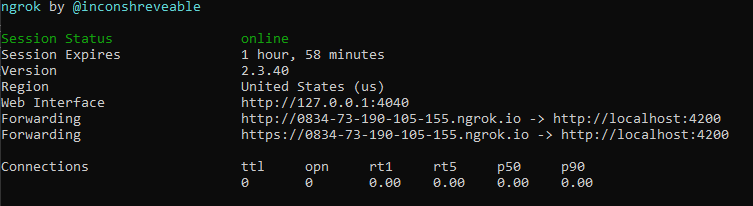 ngrok by @inconshreveable
Session Status online
Session Expires 1 hour, 58 minutes
Version 2.3.40
Region United States (us)
Web Interface http://127.0.0.1:4040
Forwarding http://0834-73-190-105-155.ngrok.io -> http://localhost:4200
Forwarding https://0834-73-190-105-155.ngrok.io -> http://localhost:4200
Connections ttl opn rt1 rt5 p50 p90
0 0 0.00 0.00 0.00 0.00